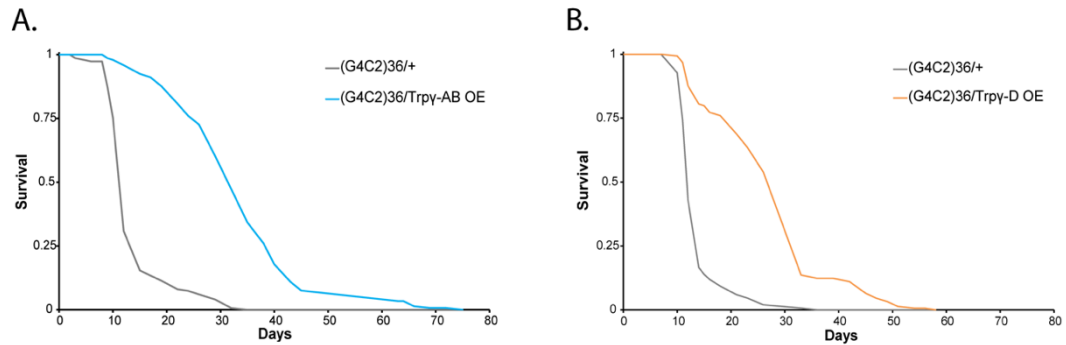 A.
1
0.75
0.5
0.25
0
Survival
0 10 20 30 40 50 60 70 80
Days
(G4C2)36/+
(G4C2)36/Trpγ-AB OE
B.
1
0.75
0.5
0.25
0
Survival
0 10 20 30 40 50 60 70 80
Days
(G4C2)36/+
(G4C2)36/Trpγ-D OE